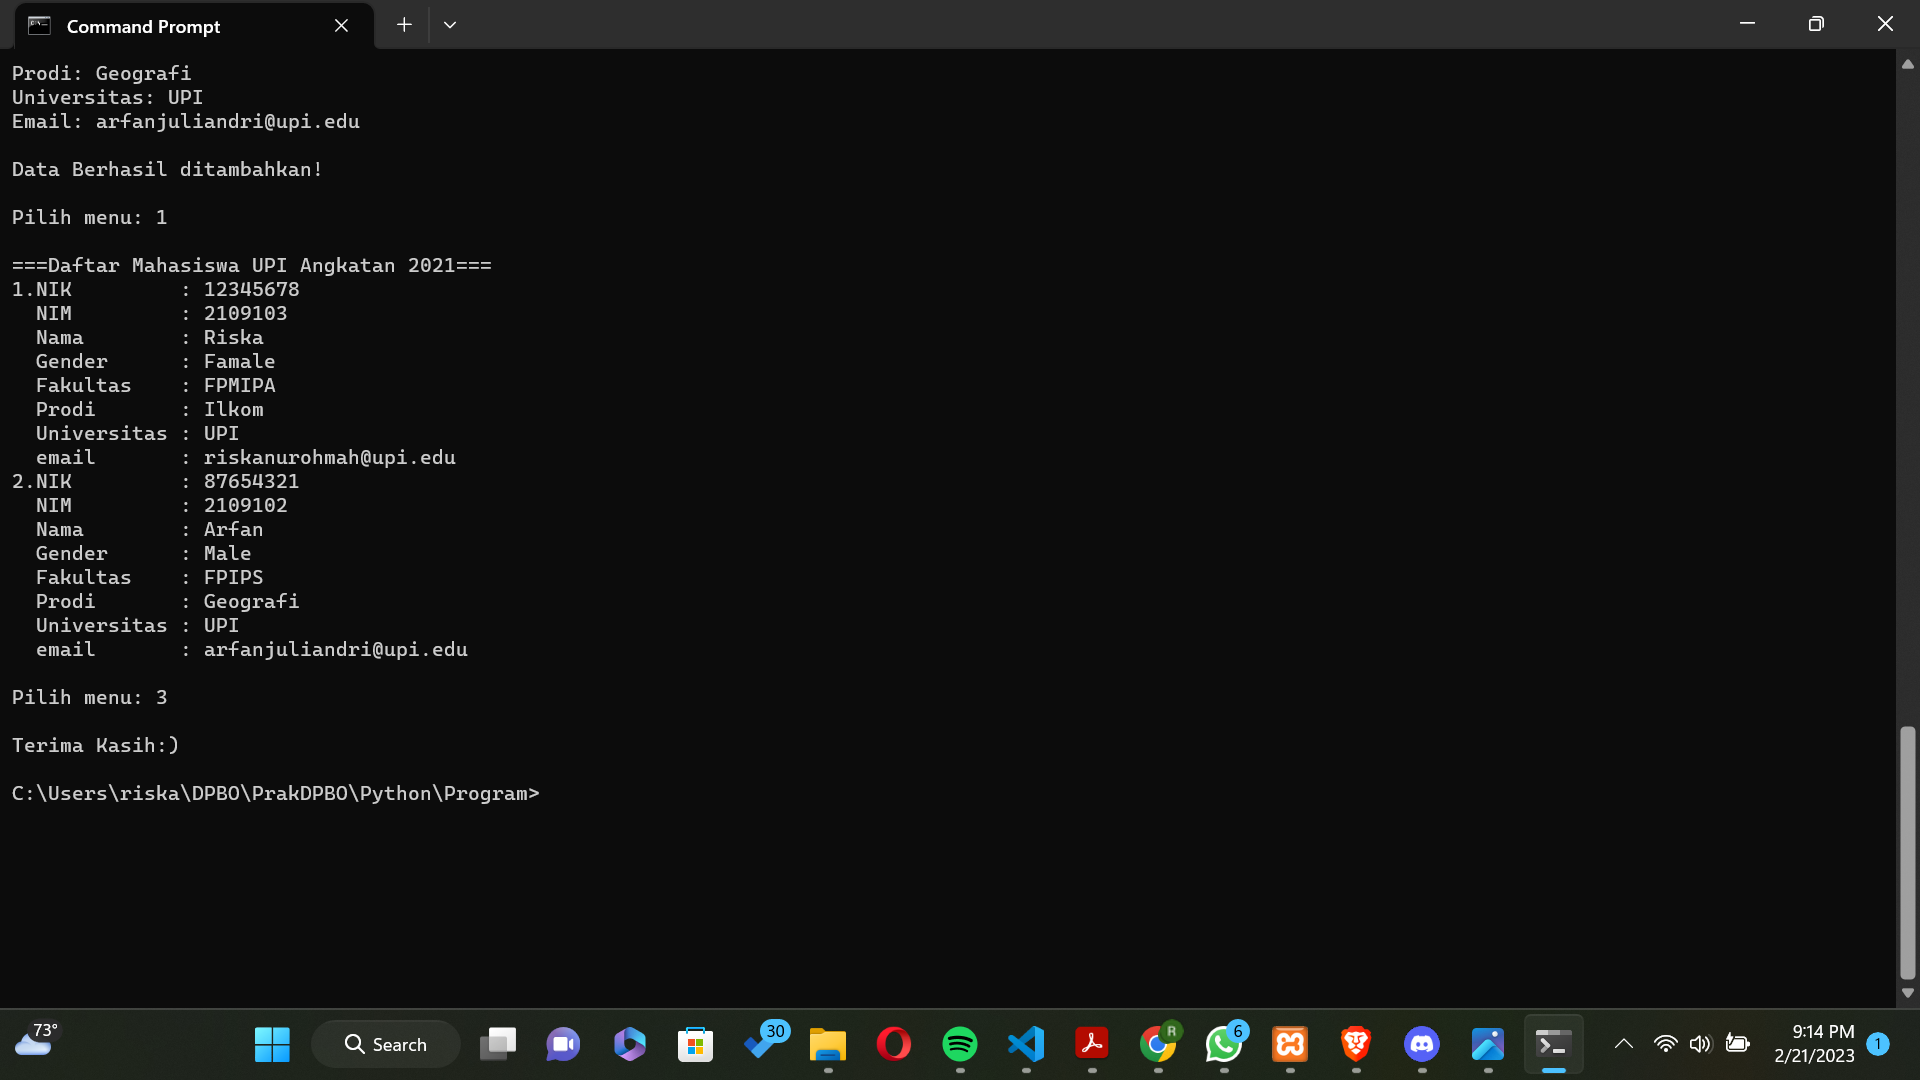 Command Prompt
Prodi: Geografi
Universitas: UPI
Email: arfanjuliandri@upi.edu
Data Berhasil ditambahkan!
Pilih menu: 1
===Daftar Mahasiswa UPI Angkatan 2021===
1.NIK         : 12345678
  NIM         : 2109103
  Nama        : Riska
  Gender      : Famale
  Fakultas    : FPMIPA
  Prodi       : Ilkom
  Universitas : UPI
  email       : riskanurohmah@upi.edu
2.NIK         : 87654321
  NIM         : 2109102
  Nama        : Arfan
  Gender      : Male
  Fakultas    : FPIPS
  Prodi       : Geografi
  Universitas : UPI
  email       : arfanjuliandri@upi.edu
Pilih menu: 3
Terima Kasih:)
C:\Users\riska\DPBO\PrakDPBO\Python\Program>
73°
Search
30
R
6
9:14 PM
2/21/2023
1